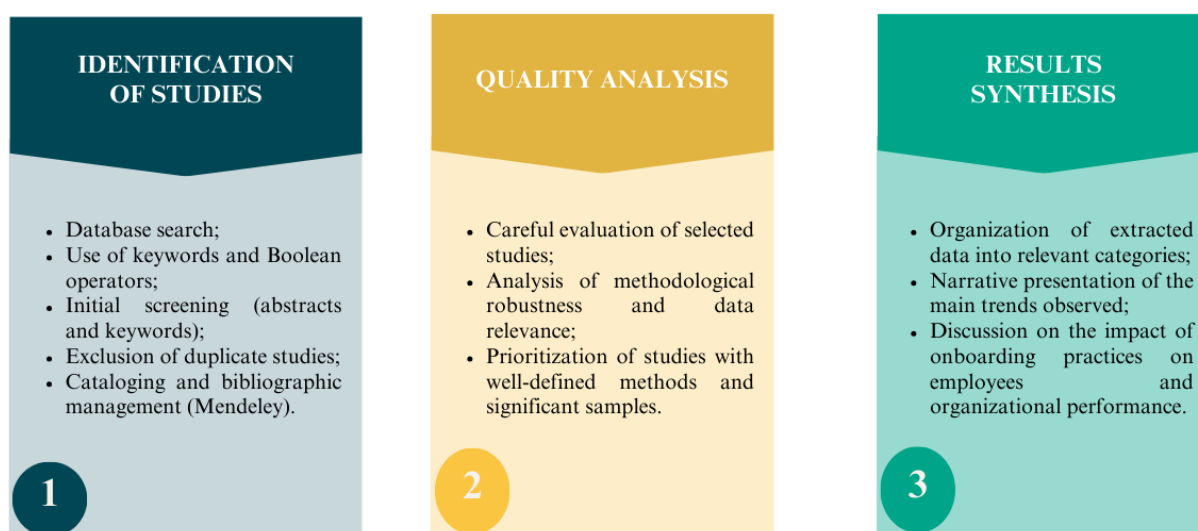 IDENTIFICATION
OF STUDIES
• Database search;
• Use of keywords and Boolean
operators;
• Initial screening (abstracts
and keywords);
• Exclusion of duplicate studies;
• Cataloging and bibliographic
management (Mendeley).
1
QUALITY ANALYSIS
• Careful evaluation of selected
studies;
• Analysis of methodological
robustness and data
relevance;
• Prioritization of studies with
well-defined methods and
significant samples.
2
RESULTS
SYNTHESIS
• Organization of extracted
data into relevant categories;
• Narrative presentation of the
main trends observed;
• Discussion on the impact of
onboarding practices on
employees and
organizational performance.
3